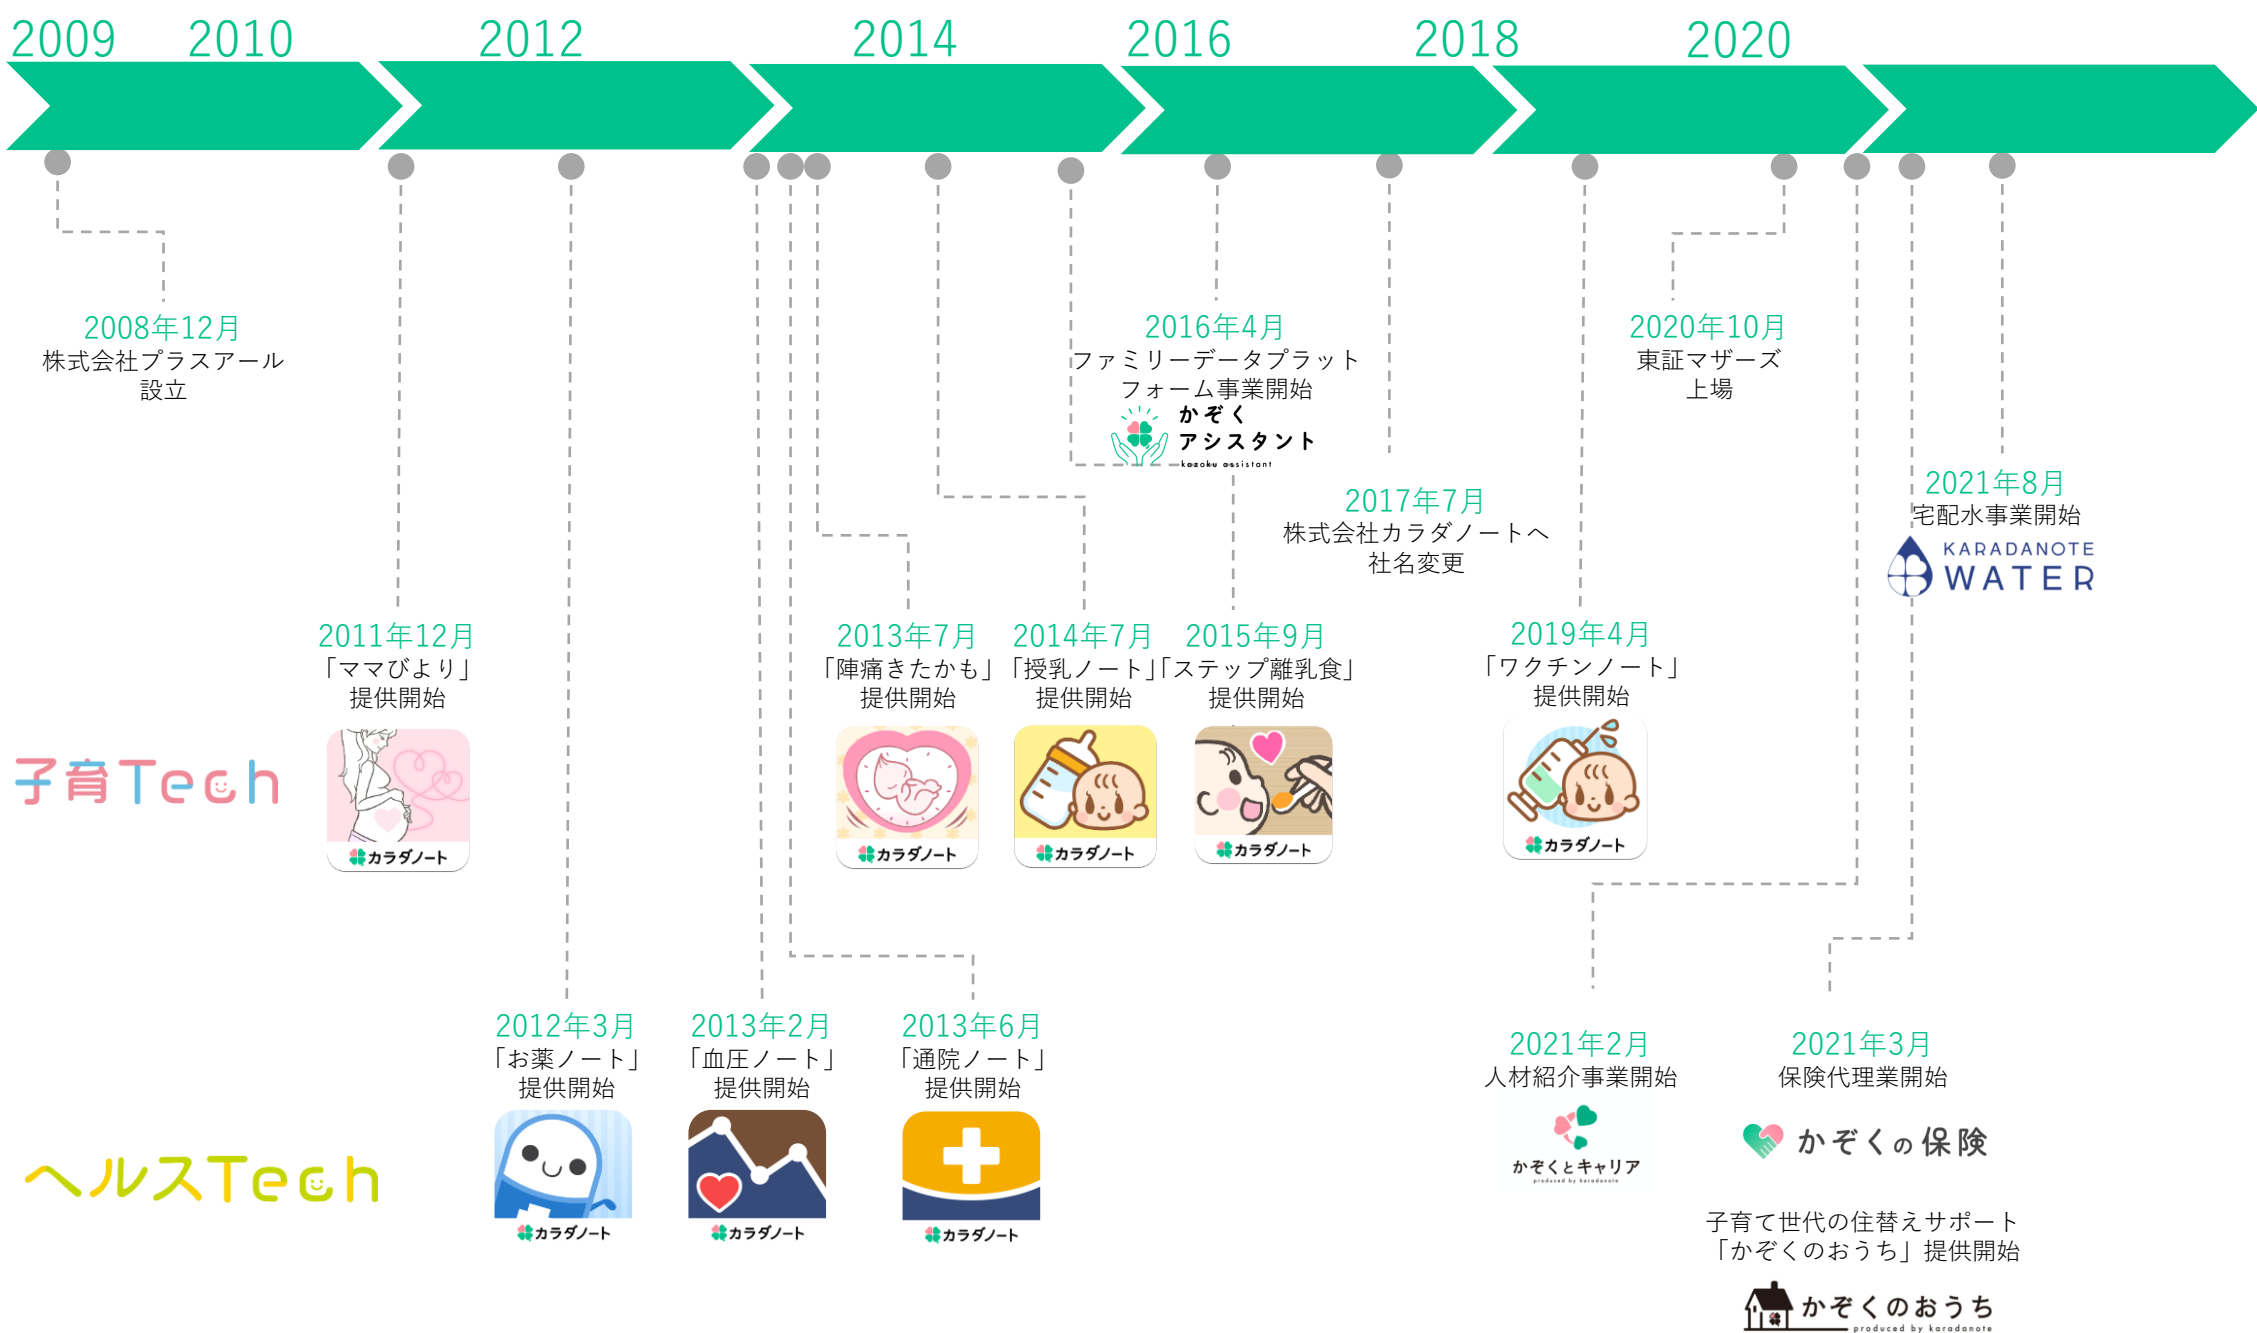 2009
2010
2012
2014
2016
2018
2020
2008年12月
株式会社プラスアール
設立
2016年4月
ファミリーデータプラット
フォーム事業開始
かぞく
アシスタント
kazoku assistant
2020年10月
東証マザーズ
上場
2017年7月
株式会社カラダノートへ
社名変更
2021年8月
宅配水事業開始
KARADANOTE
WATER
2011年12月
「ママびより」
提供開始
カラダノート
2013年7月
「陣痛きたかも」
提供開始
カラダノート
2014年7月
「授乳ノート」
提供開始
カラダノート
2015年9月
「ステップ離乳食」
提供開始
カラダノート
2019年4月
「ワクチンノート」
提供開始
カラダノート
子育Tech
2012年3月
「お薬ノート」
提供開始
カラダノート
2013年2月
「血圧ノート」
提供開始
カラダノート
2013年6月
「通院ノート」
提供開始
カラダノート
2021年2月
人材紹介事業開始
かぞくとキャリア
produced by karadanote
2021年3月
保険代理業開始
かぞくの保険
ヘルスTech
子育て世代の住替えサポート
「かぞくのおうち」提供開始
かぞくのおうち
produced by karadanote